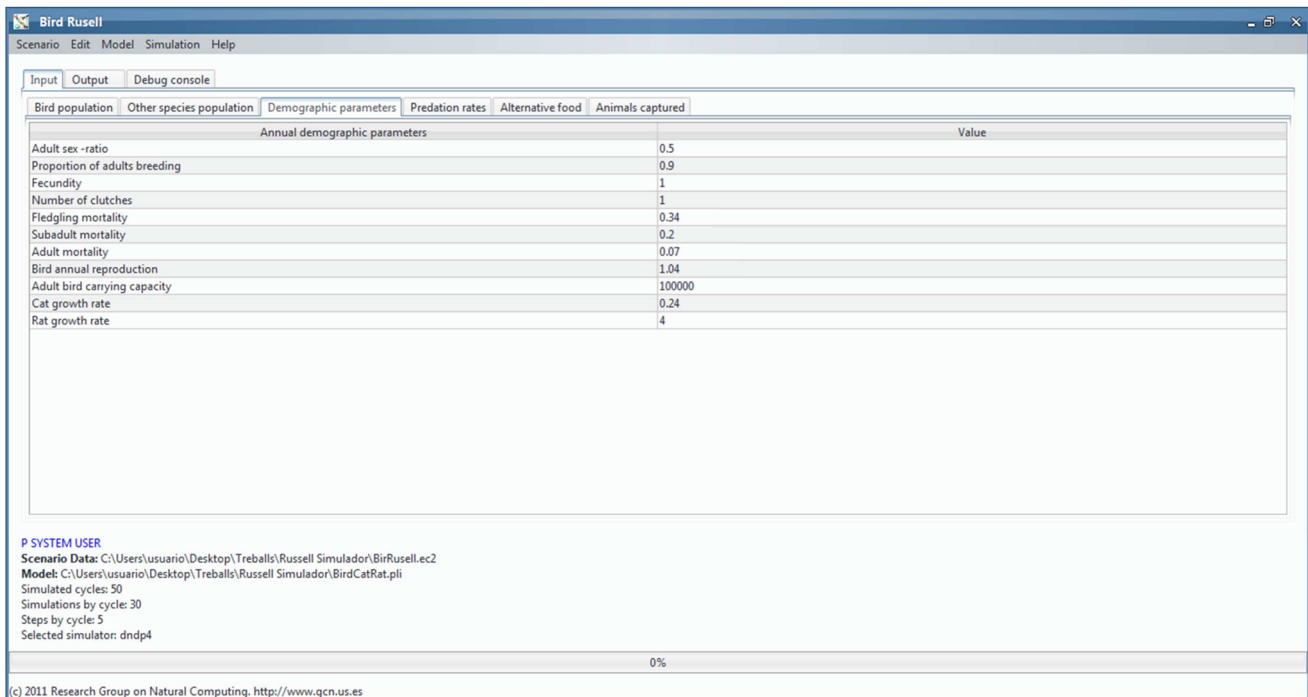 Bird Rusell
Scenario Edit Model Simulation Help
Input Output Debug console
Bird population Other species population Demographic parameters Predation rates Alternative food Animals captured
Annual demographic parameters Value
Adult sex -ratio 0.5
Proportion of adults breeding 0.9
Fecundity 1
Number of clutches 1
Fledgling mortality 0.34
Subadult mortality 0.2
Adult mortality 0.07
Bird annual reproduction 1.04
Adult bird carrying capacity 100000
Cat growth rate 0.24
Rat growth rate 4
P SYSTEM USER
Scenario Data: C:\Users\usuario\Desktop\Treballs\Russell Simulador\BirRusell.ec2
Model: C:\Users\usuario\Desktop\Treballs\Russell Simulador\BirdCatRat.pli
Simulated cycles: 50
Simulations by cycle: 30
Steps by cycle: 5
Selected simulator: dndp4
0%
(c) 2011 Research Group on Natural Computing. http://www.gcn.us.es